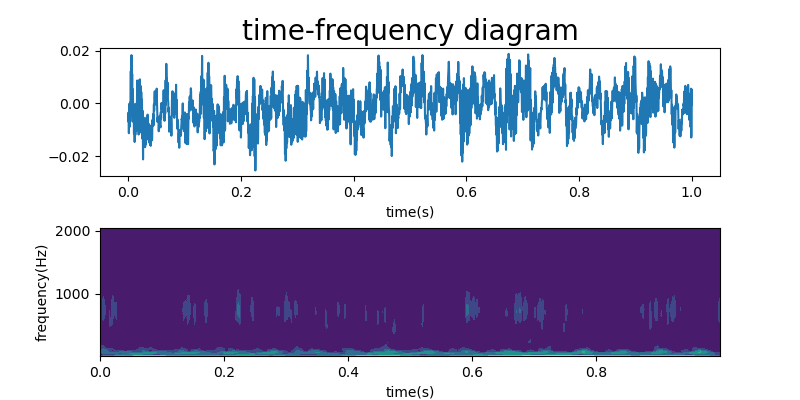 time-frequency diagram
0.02
0.00
−0.02
0.0 0.2 0.4 0.6 0.8 1.0
time(s)
2000
1000
frequency(Hz)
0.0 0.2 0.4 0.6 0.8
time(s)